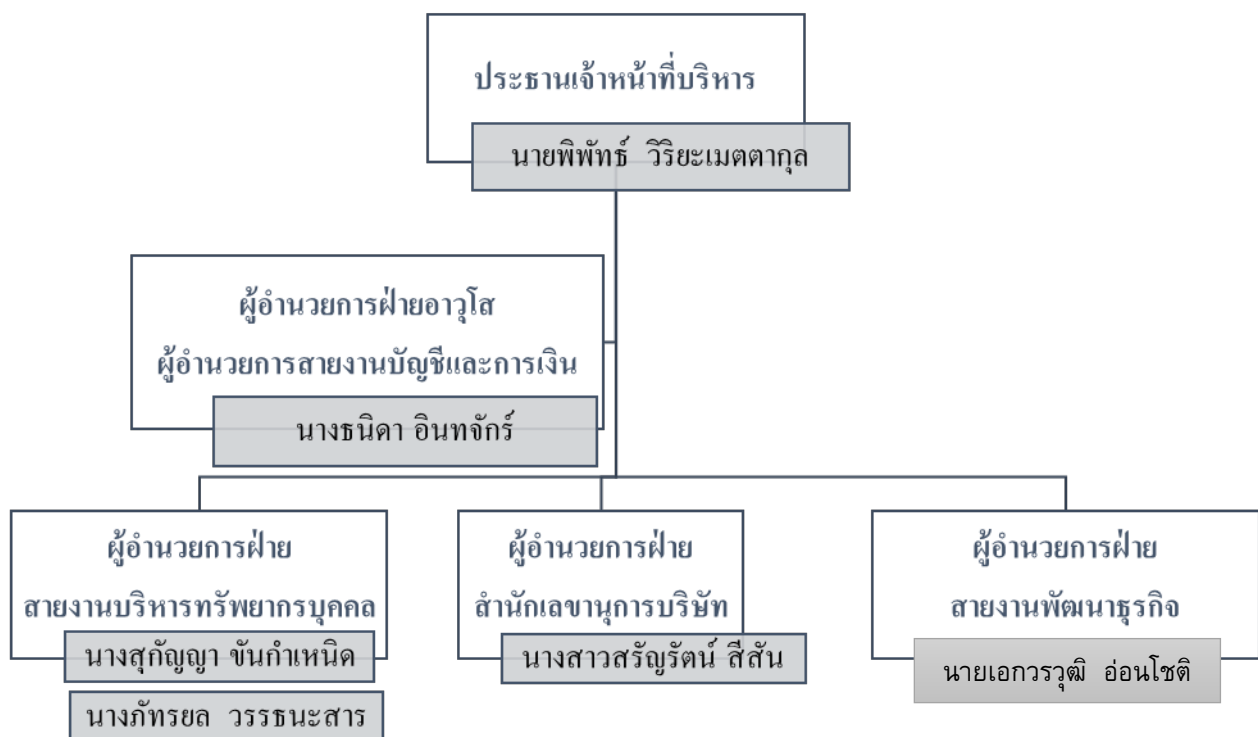 ประธานเจ้าหน้าที่บริหาร
นายพิพัทธ์ วิริยะเมตตากุล
ผู้อำนวยการฝ่ายอาวุโส
ผู้อำนวยการสายงานบัญชีและการเงิน
นางธนิดา อินทจักร์
ผู้อำนวยการฝ่าย
สายงานบริหารทรัพยากรบุคคล
นางสุกัญญา ขันกำเหนิด
นางภัทรยล วรรธนะสาร
ผู้อำนวยการฝ่าย
สำนักเลขานุการบริษัท
นางสาวสรัญรัตน์ สีสัน
ผู้อำนวยการฝ่าย
สายงานพัฒนาธุรกิจ
นายเอกวรวุฒิ อ่อนโชติ